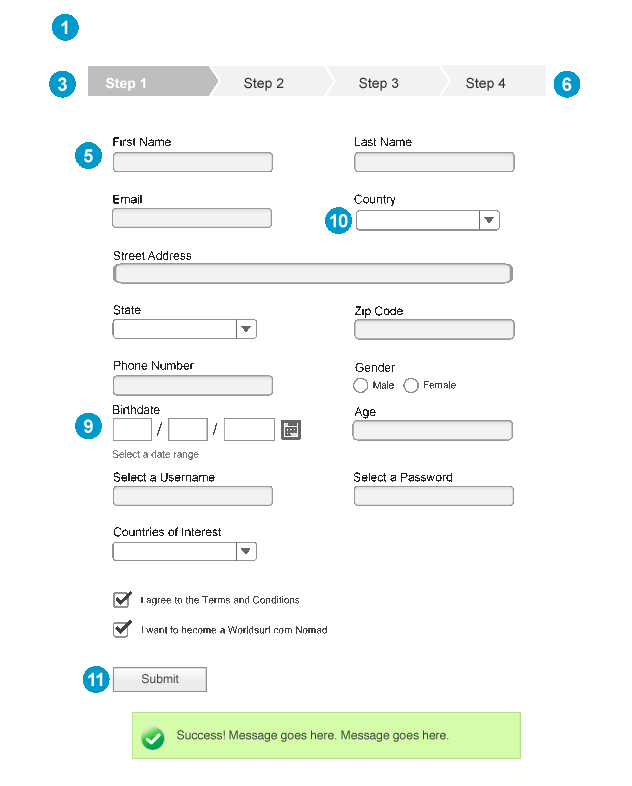 1
3 Step 1 Step 2 Step 3 Step 4 6
5 First Name Last Name
Email Country
10
Street Address
State Zip Code
Phone Number Gender
Male Female
Birthdate Age
9 / /
Select a date range
Select a Username Select a Password
Countries of Interest
I agree to the Terms and Conditions
I want to become a Worldsurf.com Nomad
11 Submit
Success! Message goes here. Message goes here.